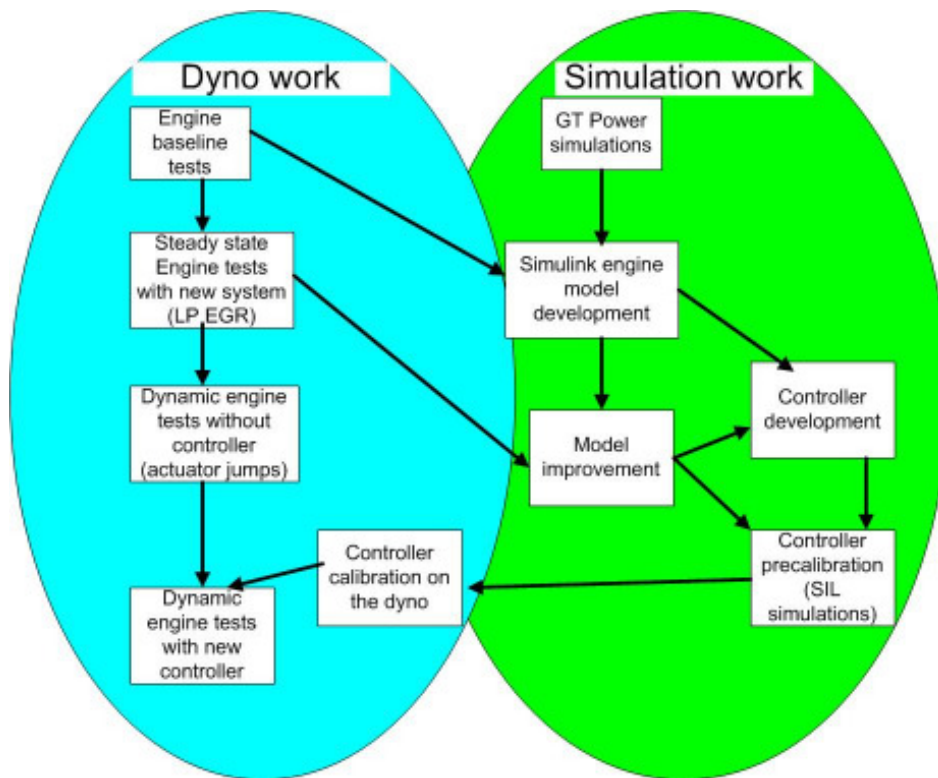 Dyno work
Simulation work
Engine
baseline
tests
GT Power
simulations
Steady state
Engine tests
with new system
(LP EGR)
Simulink engine
model
development
Dynamic engine
tests without
controller
(actuator jumps)
Model
improvement
Controller
development
Controller
calibration on
the dyno
Controller
precalibration
(SIL
simulations)
Dynamic
engine tests
with new
controller